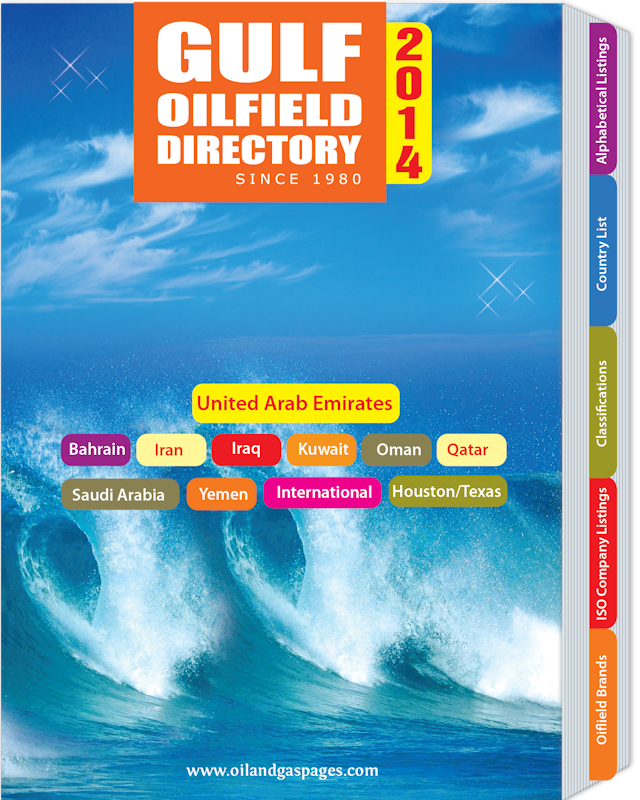 GULF
OILFIELD
DIRECTORY
SINCE 1980
2014
United Arab Emirates
Bahrain
Iran
Iraq
Kuwait
Oman
Qatar
Saudi Arabia
Yemen
International
Houston/Texas
www.oilandgaspages.com
Alphabetical Listings
Country List
Classifications
ISO Company Listings
Oiflield Brands